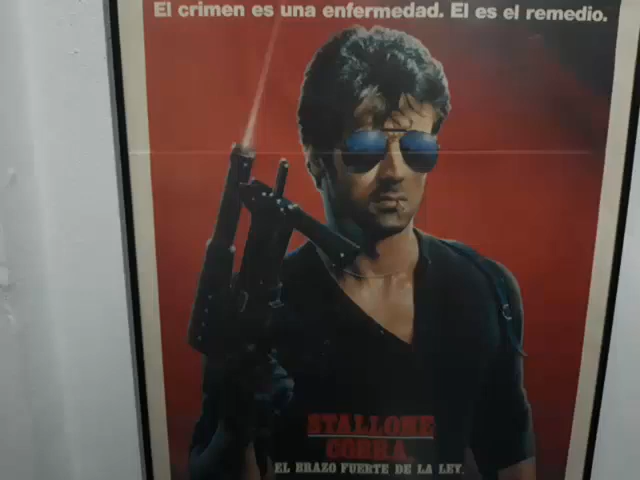 El crimen es una enfermedad. El es el remedio.
STALLONE
COBRA
EL BRAZO FUERTE DE LA LEY.